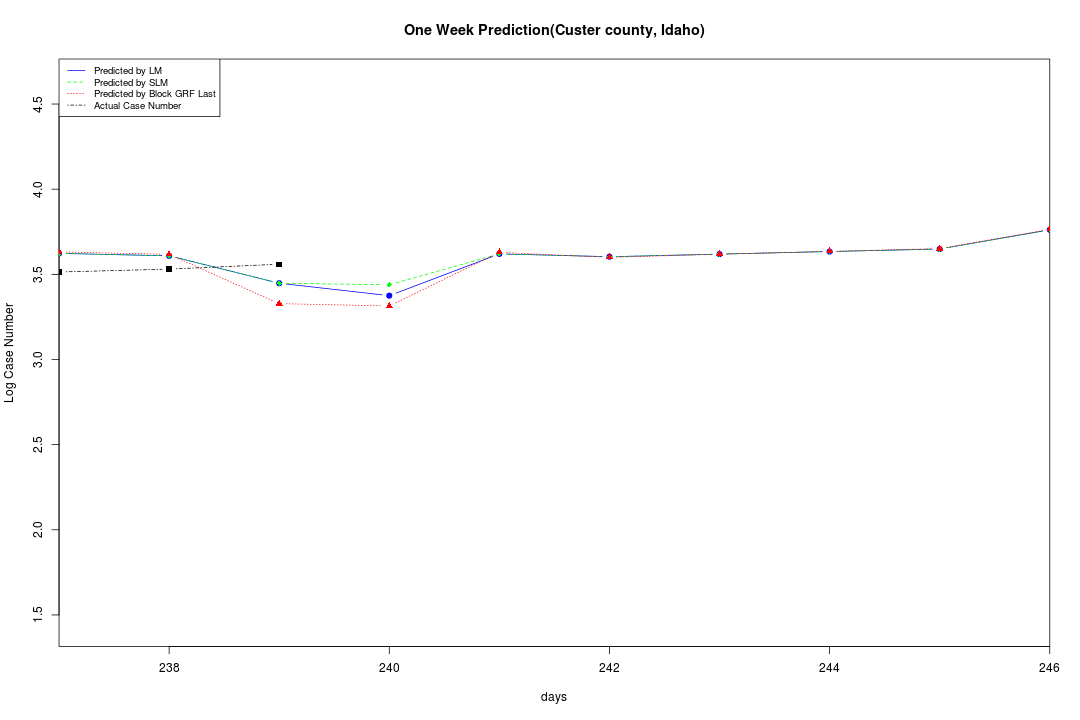 One Week Prediction(Custer county, Idaho)
Predicted by LM
Predicted by SLM
Predicted by Block GRF Last
Actual Case Number
4.5
4.0
3.5
3.0
2.5
2.0
1.5
Log Case Number
238
240
242
244
246
days